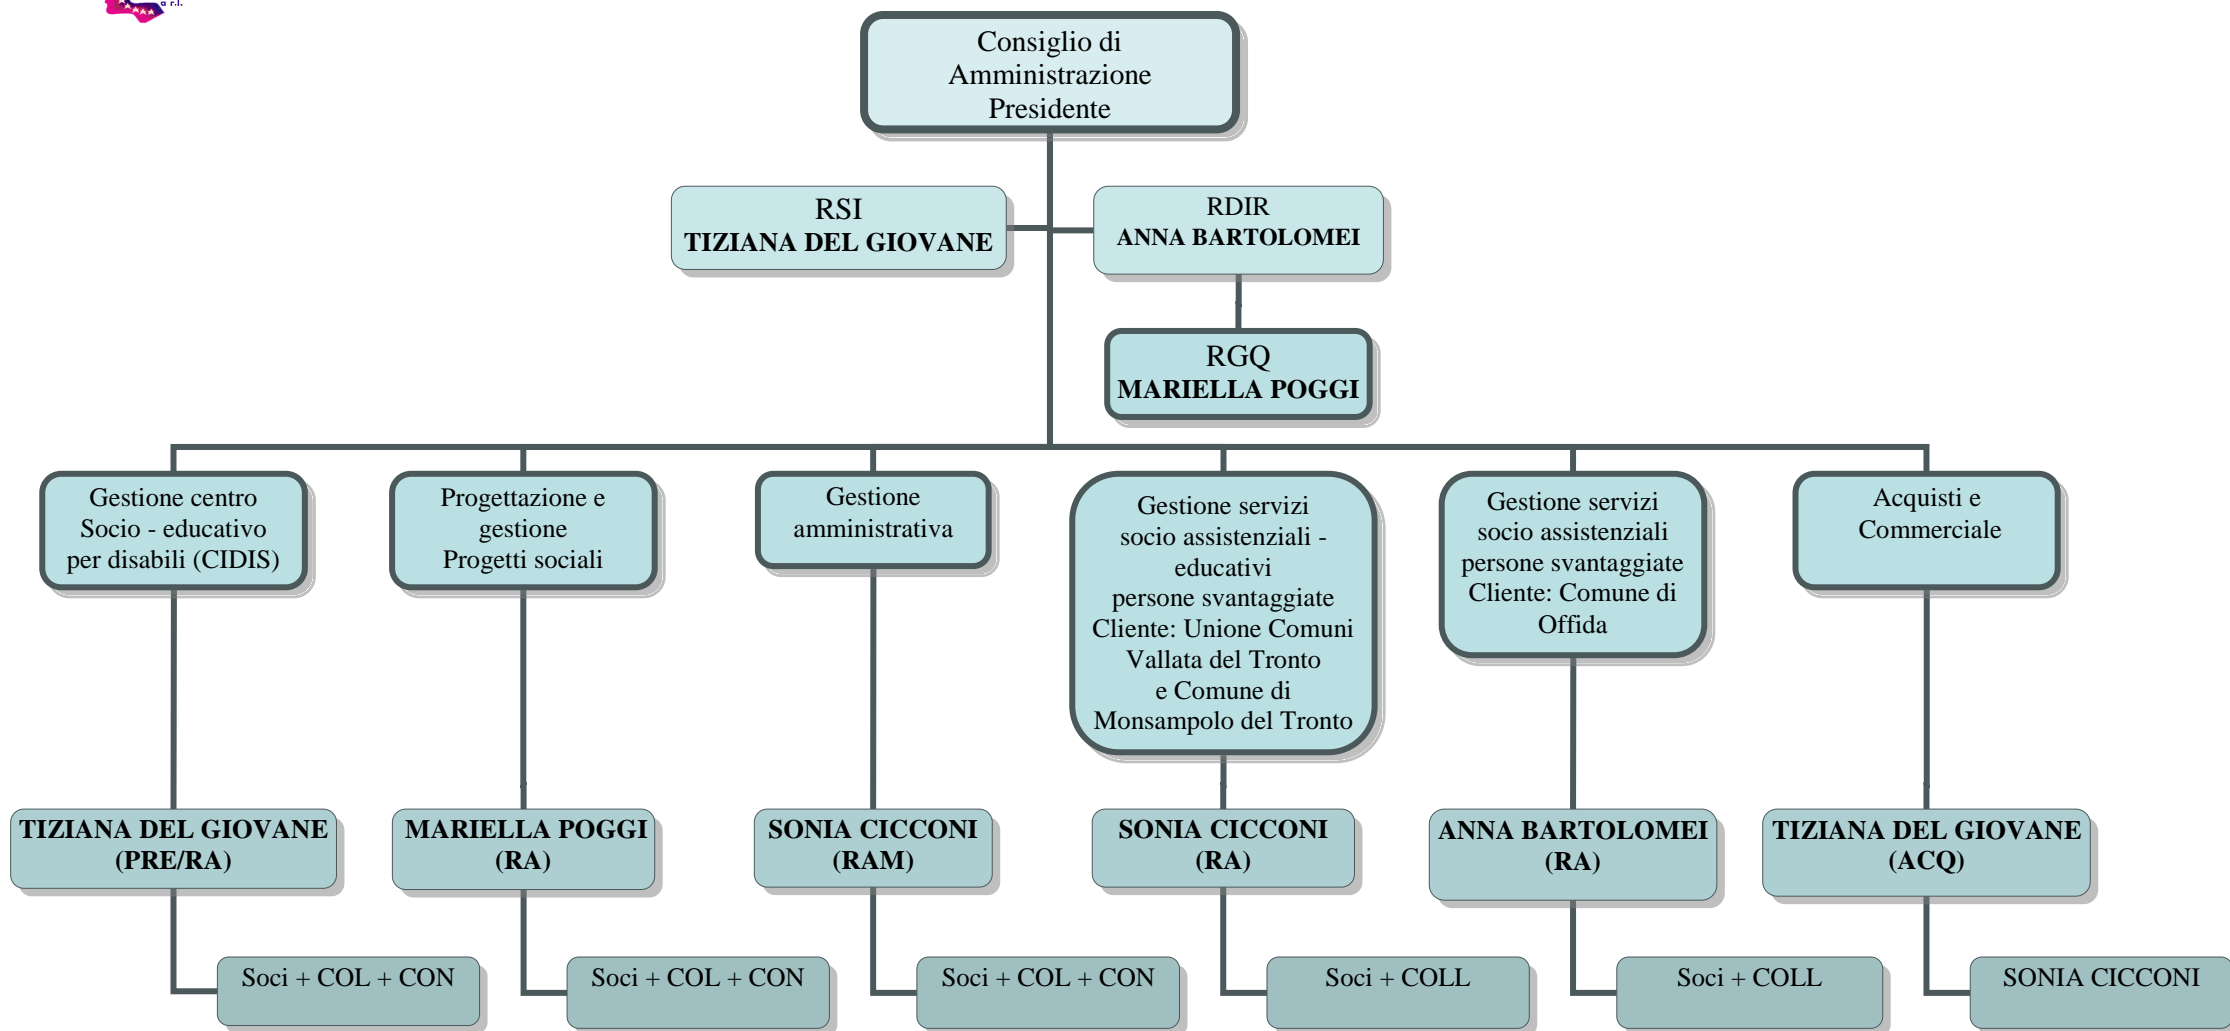 a r.l.
Consiglio di
Amministrazione
Presidente
RSI
TIZIANA DEL GIOVANE
RDIR
ANNA BARTOLOMEI
RGQ
MARIELLA POGGI
Gestione centro
Socio - educativo
per disabili (CIDIS)
Progettazione e
gestione
Progetti sociali
Gestione
amministrativa
Gestione servizi
socio assistenziali -
educativi
persone svantaggiate
Cliente: Unione Comuni
Vallata del Tronto
e Comune di
Monsampolo del Tronto
Gestione servizi
socio assistenziali
persone svantaggiate
Cliente: Comune di
Offida
Acquisti e
Commerciale
TIZIANA DEL GIOVANE
(PRE/RA)
MARIELLA POGGI
(RA)
SONIA CICCONI
(RAM)
SONIA CICCONI
(RA)
ANNA BARTOLOMEI
(RA)
TIZIANA DEL GIOVANE
(ACQ)
Soci + COL + CON
Soci + COL + CON
Soci + COL + CON
Soci + COLL
Soci + COLL
SONIA CICCONI